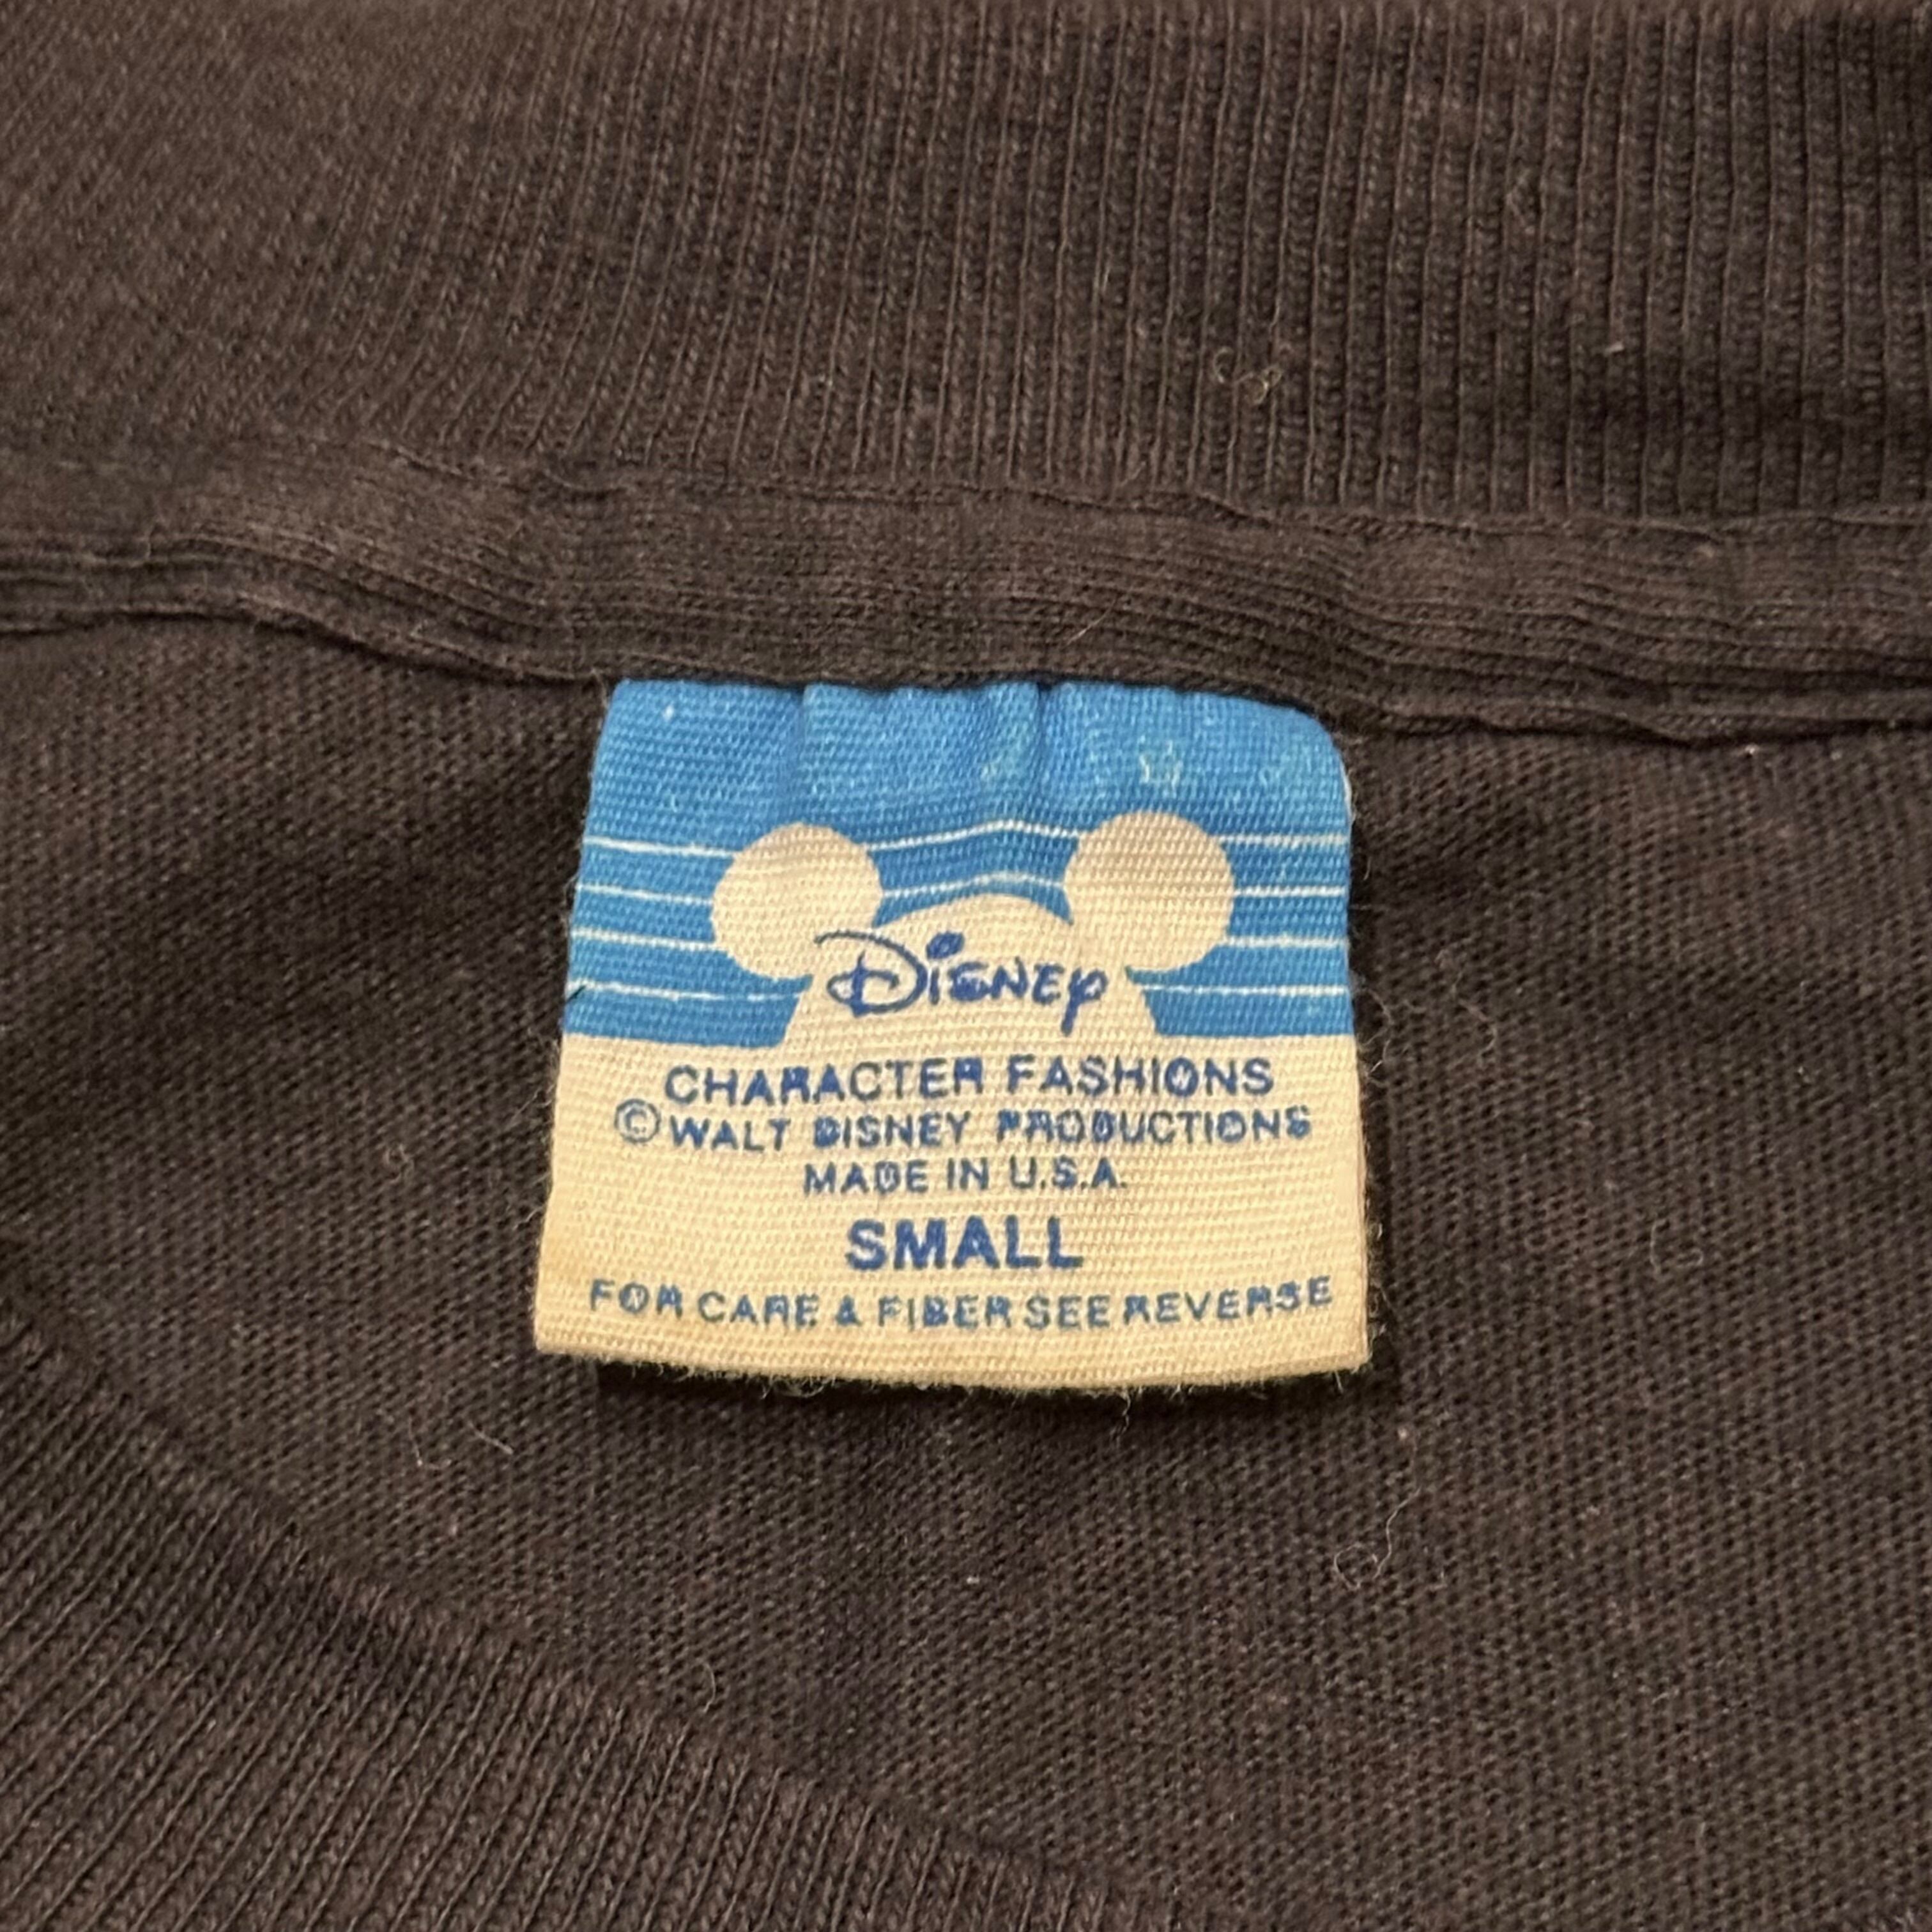 Disney
CHARACTER FASHIONS
© WALT DISNEY PRODUCTIONS
MADE IN U.S.A.
SMALL
FOR CARE & FIBER SEE REVERSE